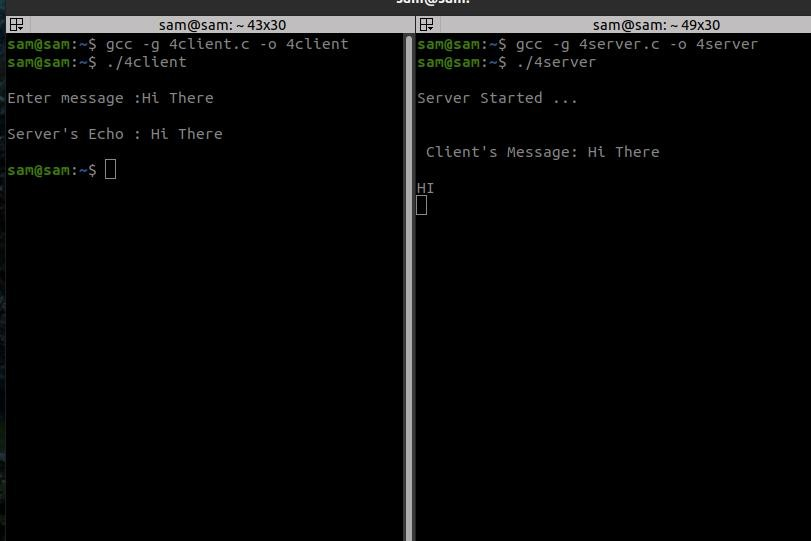 sam@sam: ~ 43x30
sam@sam:~$ gcc -g 4client.c -o 4client
sam@sam:~$ ./4client
Enter message :Hi There
Server's Echo : Hi There
sam@sam:~$
sam@sam: ~ 49x30
sam@sam:~$ gcc -g 4server.c -o 4server
sam@sam:~$ ./4server
Server Started ...
Client's Message: Hi There
HI